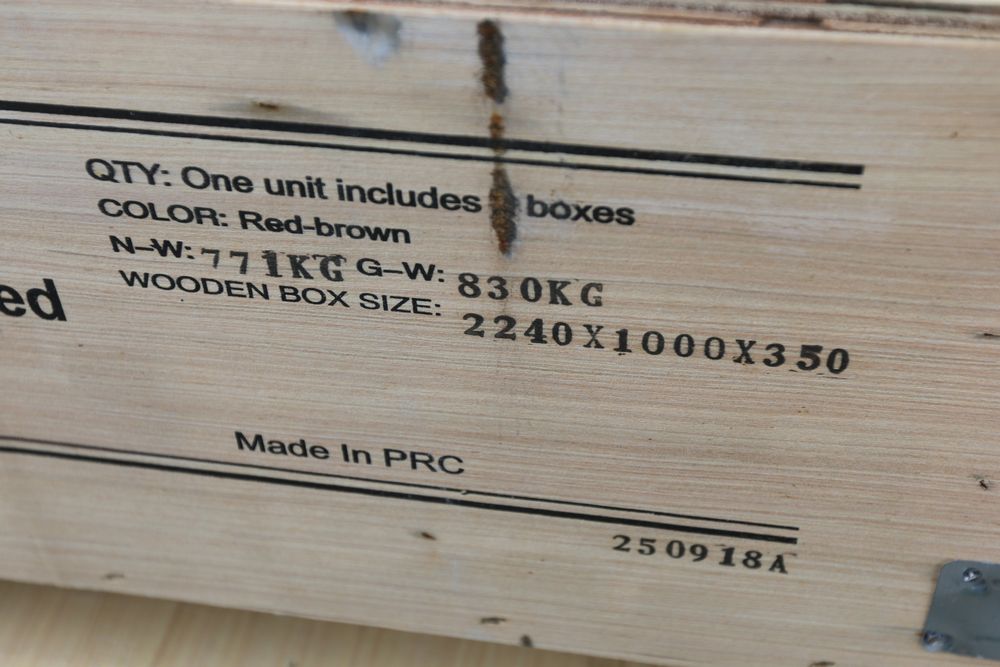 QTY: One unit includes boxes
COLOR: Red-brown
N–W: 771KG G–W: 830KG
WOODEN BOX SIZE: 2240X1000X350
ed
Made In PRC
250918A